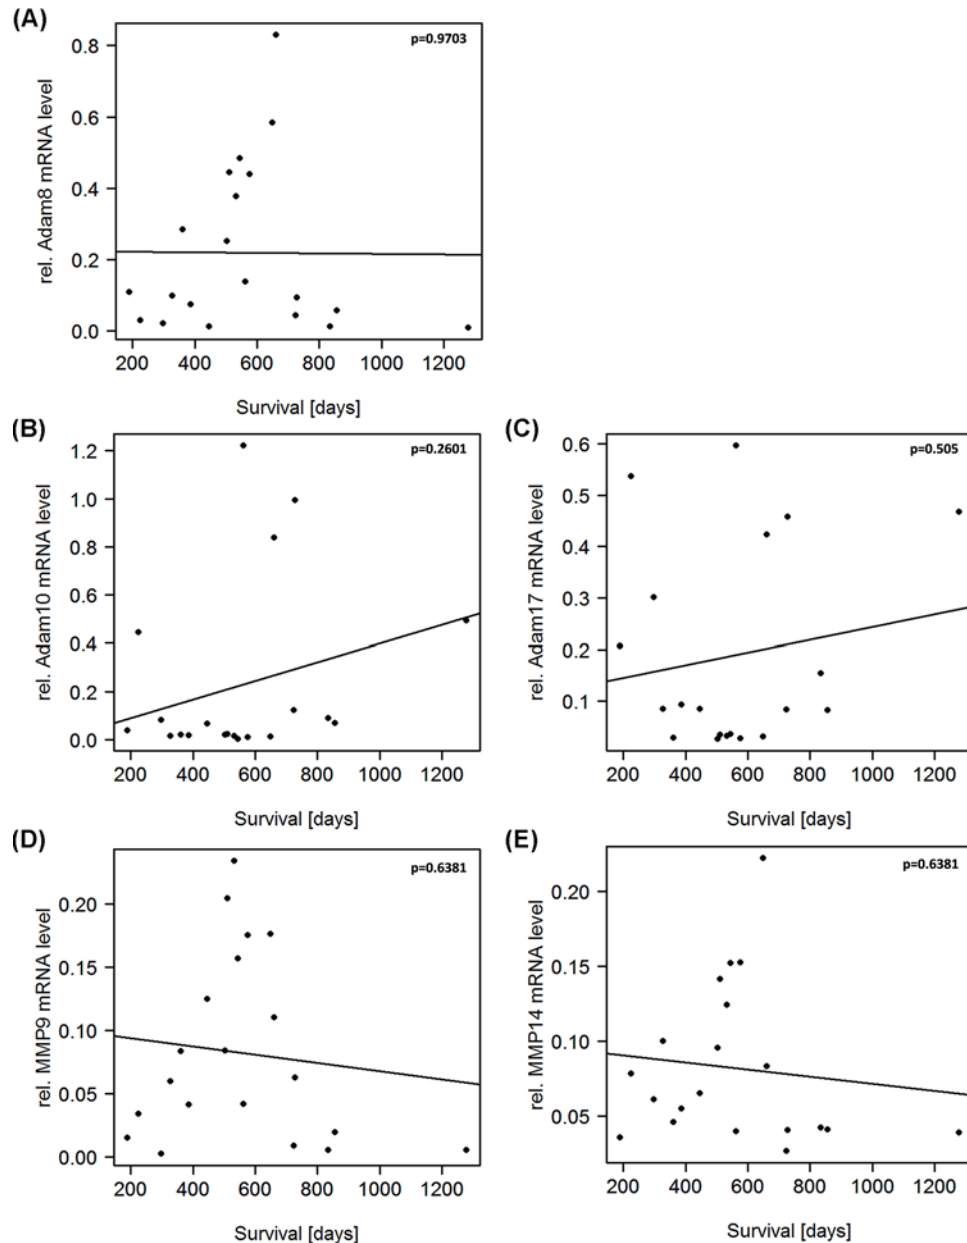 (A)
p=0.9703
rel. Adam8 mRNA level
0.8
0.6
0.4
0.2
0.0
200 400 600 800 1000 1200
Survival [days]
(B)
p=0.2601
rel. Adam10 mRNA level
1.2
1.0
0.8
0.6
0.4
0.2
0.0
200 400 600 800 1000 1200
Survival [days]
(C)
p=0.505
rel. Adam17 mRNA level
0.6
0.5
0.4
0.3
0.2
0.1
200 400 600 800 1000 1200
Survival [days]
(D)
p=0.6381
rel. MMP9 mRNA level
0.20
0.15
0.10
0.05
0.00
200 400 600 800 1000 1200
Survival [days]
(E)
p=0.6381
rel. MMP14 mRNA level
0.20
0.15
0.10
0.05
200 400 600 800 1000 1200
Survival [days]